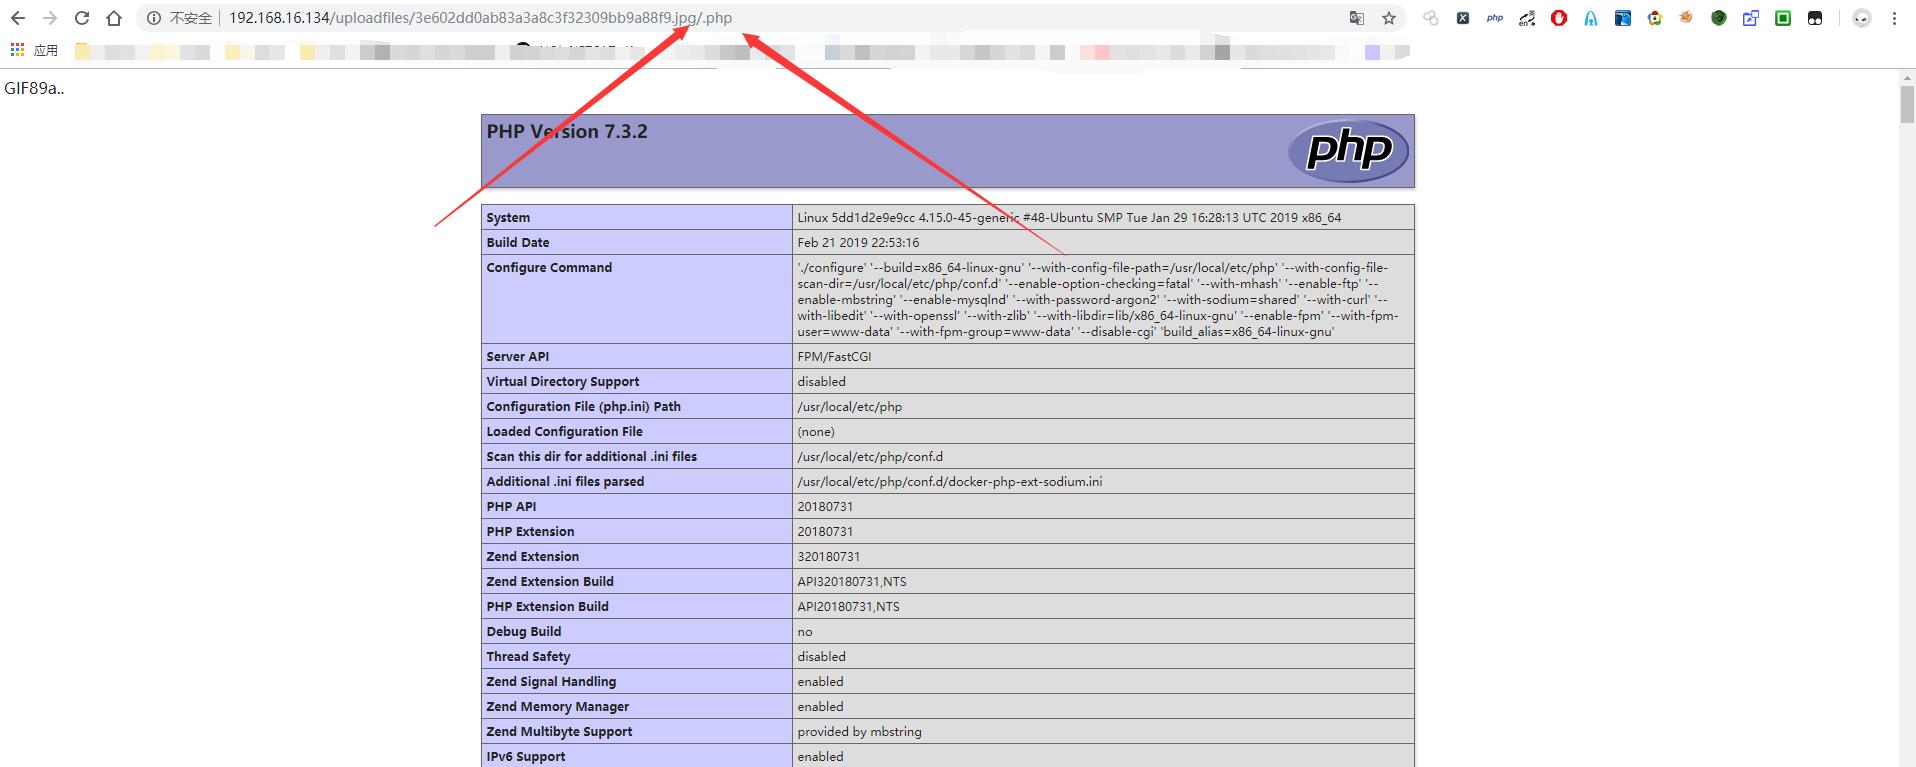 不安全 | 192.168.16.134/uploadfiles/3e602dd0ab83a3a8c3f32309bb9a88f9.jpg/.php
应用
GIF89a..
PHP Version 7.3.2
php
System Linux 5dd1d2e9e9cc 4.15.0-45-generic #48-Ubuntu SMP Tue Jan 29 16:28:13 UTC 2019 x86_64
Build Date Feb 21 2019 22:53:16
Configure Command './configure' '--build=x86_64-linux-gnu' '--with-config-file-path=/usr/local/etc/php' '--with-config-file-
scan-dir=/usr/local/etc/php/conf.d' '--enable-option-checking=fatal' '--with-mhash' '--enable-ftp' '--
enable-mbstring' '--enable-mysqlnd' '--with-password-argon2' '--with-sodium=shared' '--with-curl' '--
with-libedit' '--with-openssl' '--with-zlib' '--with-libdir=lib/x86_64-linux-gnu' '--enable-fpm' '--with-fpm-
user=www-data' '--with-fpm-group=www-data' '--disable-cgi' 'build_alias=x86_64-linux-gnu'
Server API FPM/FastCGI
Virtual Directory Support disabled
Configuration File (php.ini) Path /usr/local/etc/php
Loaded Configuration File (none)
Scan this dir for additional .ini files /usr/local/etc/php/conf.d
Additional .ini files parsed /usr/local/etc/php/conf.d/docker-php-ext-sodium.ini
PHP API 20180731
PHP Extension 20180731
Zend Extension 320180731
Zend Extension Build API320180731,NTS
PHP Extension Build API20180731,NTS
Debug Build no
Thread Safety disabled
Zend Signal Handling enabled
Zend Memory Manager enabled
Zend Multibyte Support provided by mbstring
IPv6 Support enabled